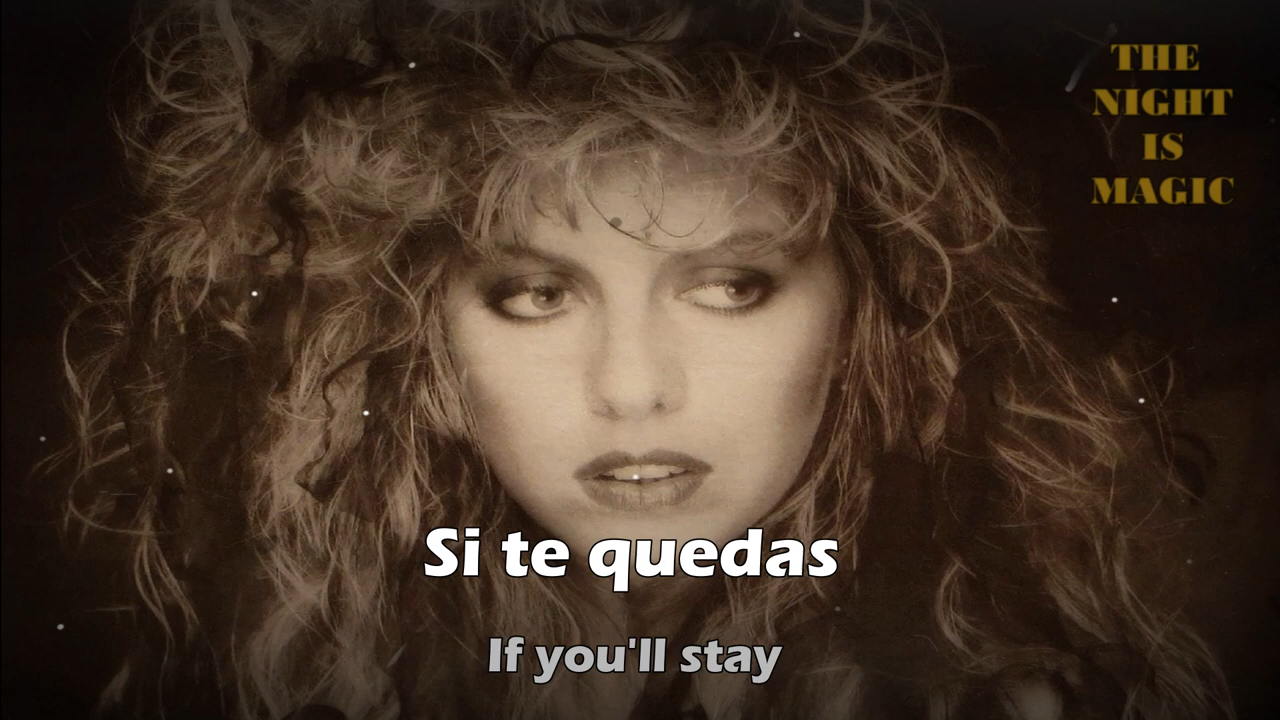 THE
NIGHT
IS
MAGIC
Si te quedas
If you'll stay